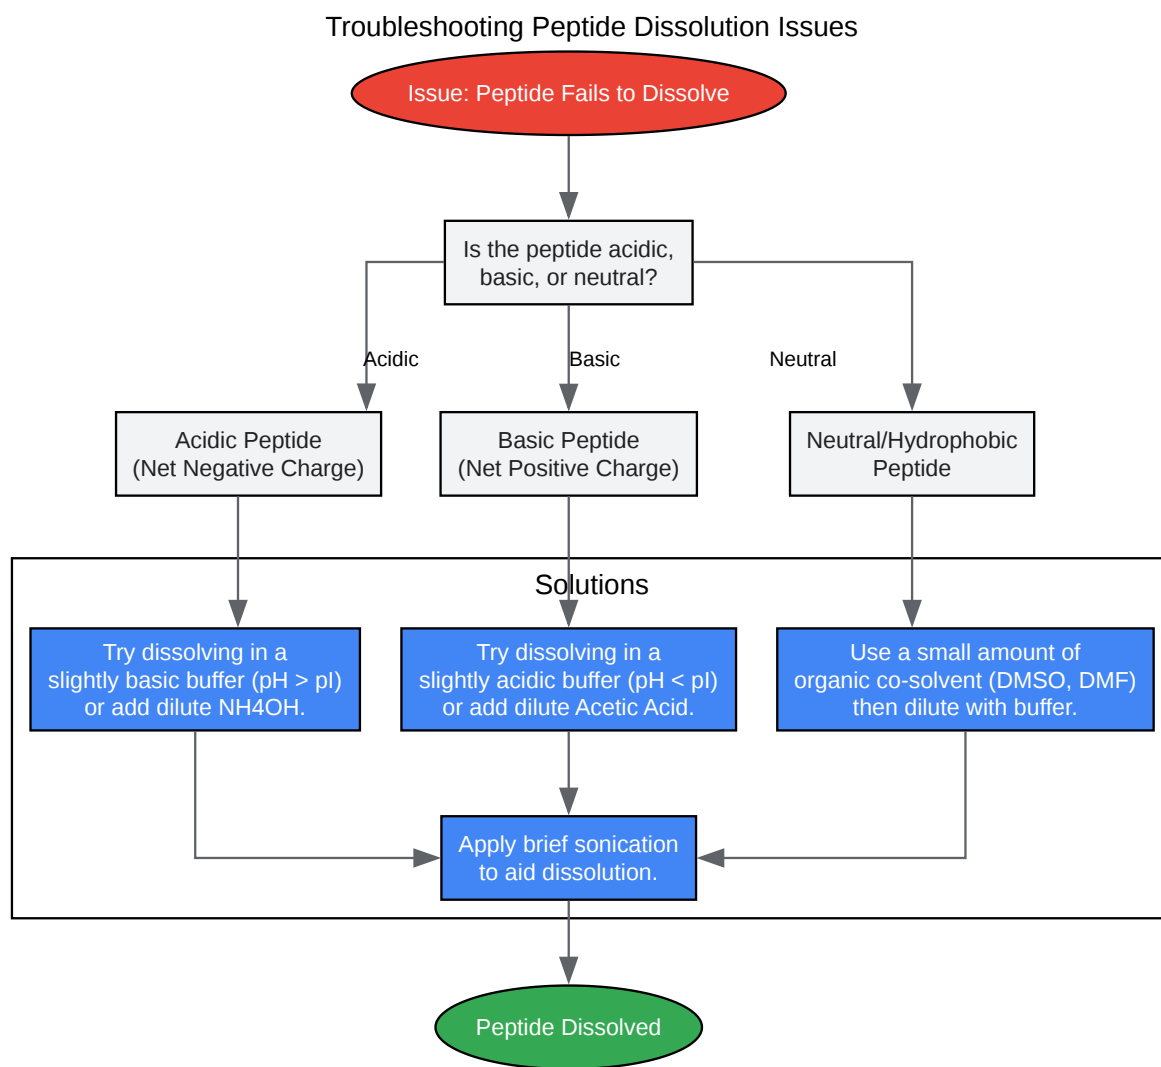 Troubleshooting Peptide Dissolution Issues
Issue: Peptide Fails to Dissolve
Is the peptide acidic,
basic, or neutral?
Acidic
Basic
Neutral
Acidic Peptide
(Net Negative Charge)
Basic Peptide
(Net Positive Charge)
Neutral/Hydrophobic
Peptide
Solutions
Try dissolving in a
slightly basic buffer (pH > pI)
or add dilute NH4OH.
Try dissolving in a
slightly acidic buffer (pH < pI)
or add dilute Acetic Acid.
Use a small amount of
organic co-solvent (DMSO, DMF)
then dilute with buffer.
Apply brief sonication
to aid dissolution.
Peptide Dissolved